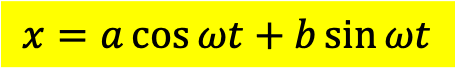 x = a cos ωt + b sin ωt